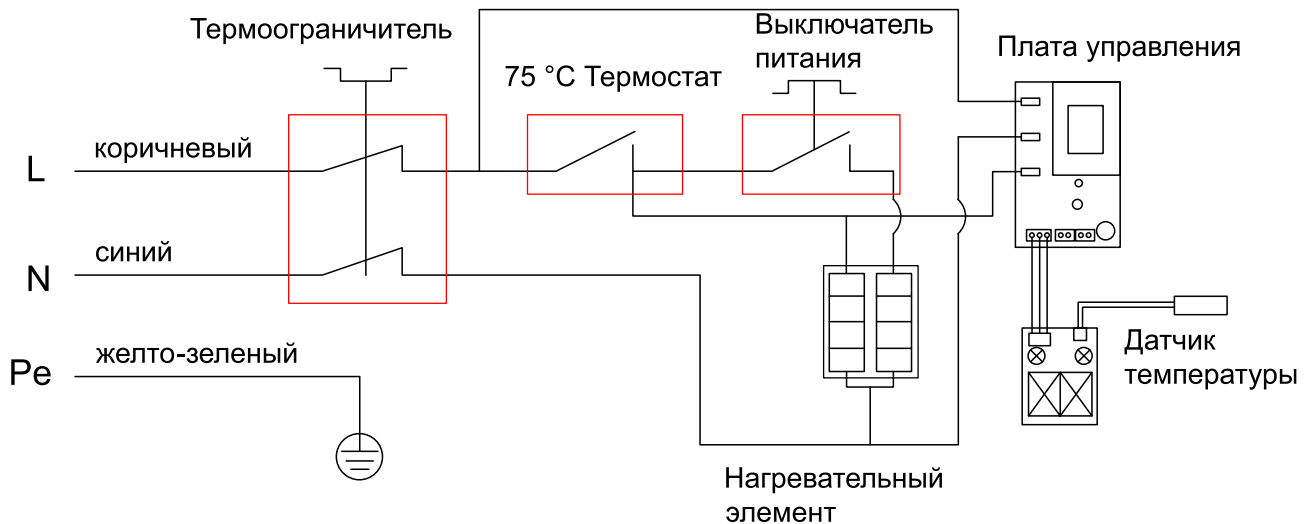 Термоограничитель
75 °C Термостат
Выключатель
питания
Плата управления
L
коричневый
N
синий
Pe
желто-зеленый
Датчик
температуры
Нагревательный
элемент